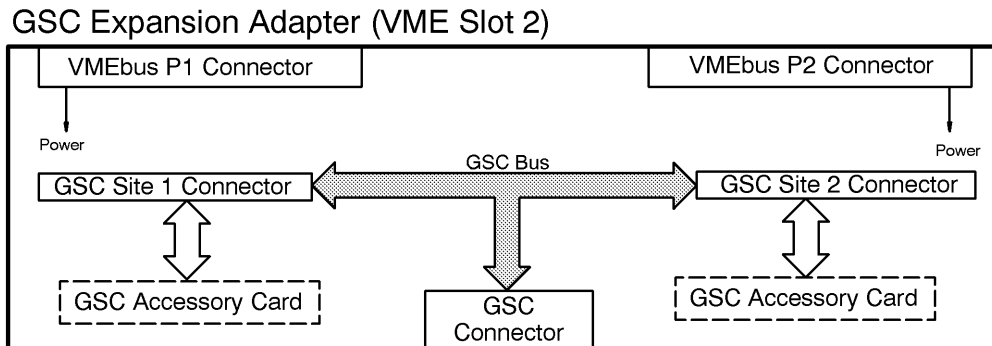 GSC Expansion Adapter (VME Slot 2)
VMEbus P1 Connector
VMEbus P2 Connector
Power
Power
GSC Bus
GSC Site 1 Connector
GSC Site 2 Connector
GSC Accessory Card
GSC Accessory Card
GSC
Connector